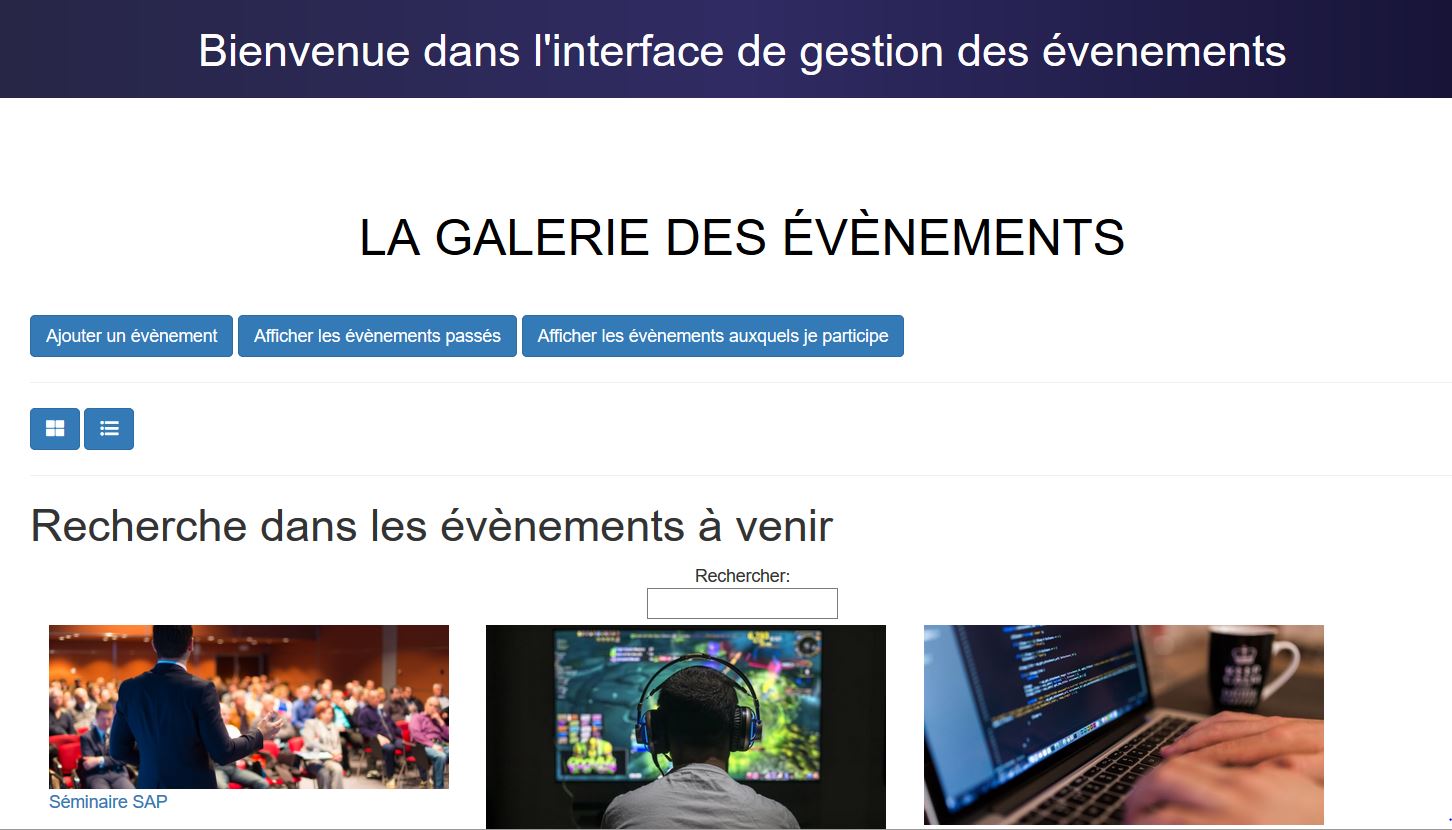 Bienvenue dans l'interface de gestion des évenements
LA GALERIE DES ÉVÈNEMENTS
Ajouter un évènement Afficher les évènements passés Afficher les évènements auxquels je participe
Recherche dans les évènements à venir
Rechercher:
KEEP
Séminaire SAP